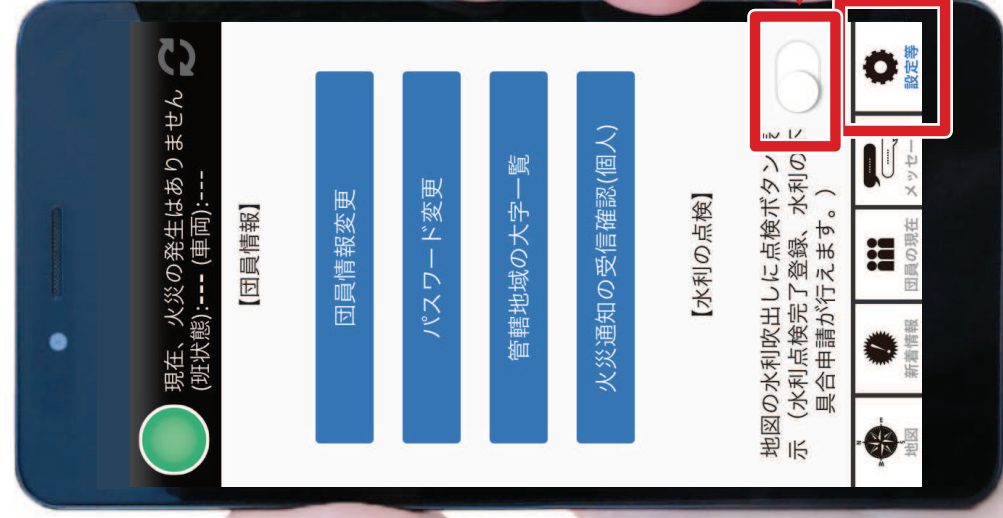 現在、火災の発生はありません
(班状態):--- (車両):---
【団員情報】
団員情報変更
パスワード変更
管轄地域の大字一覧
火災通知の受信確認(個人)
【水利の点検】
地図の水利吹出しに点検ボタン
示 (水利点検完了登録、水利の
具合申請が行えます。)
地図
新着情報
団員の現在
メッセー
設定等